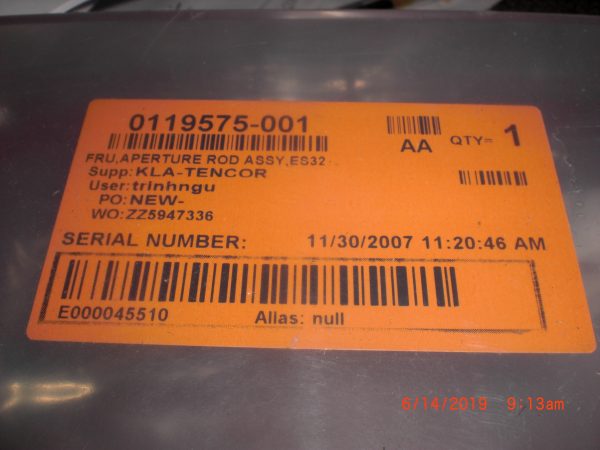 0119575-001
AA QTY= 1
FRU,APERTURE ROD ASSY,ES32
Supp:KLA-TENCOR
User:trinhngu
PO:NEW-
WO:ZZ5947336
SERIAL NUMBER: 11/30/2007 11:20:46 AM
E000045510 Alias: null
6/14/2019 9:13am